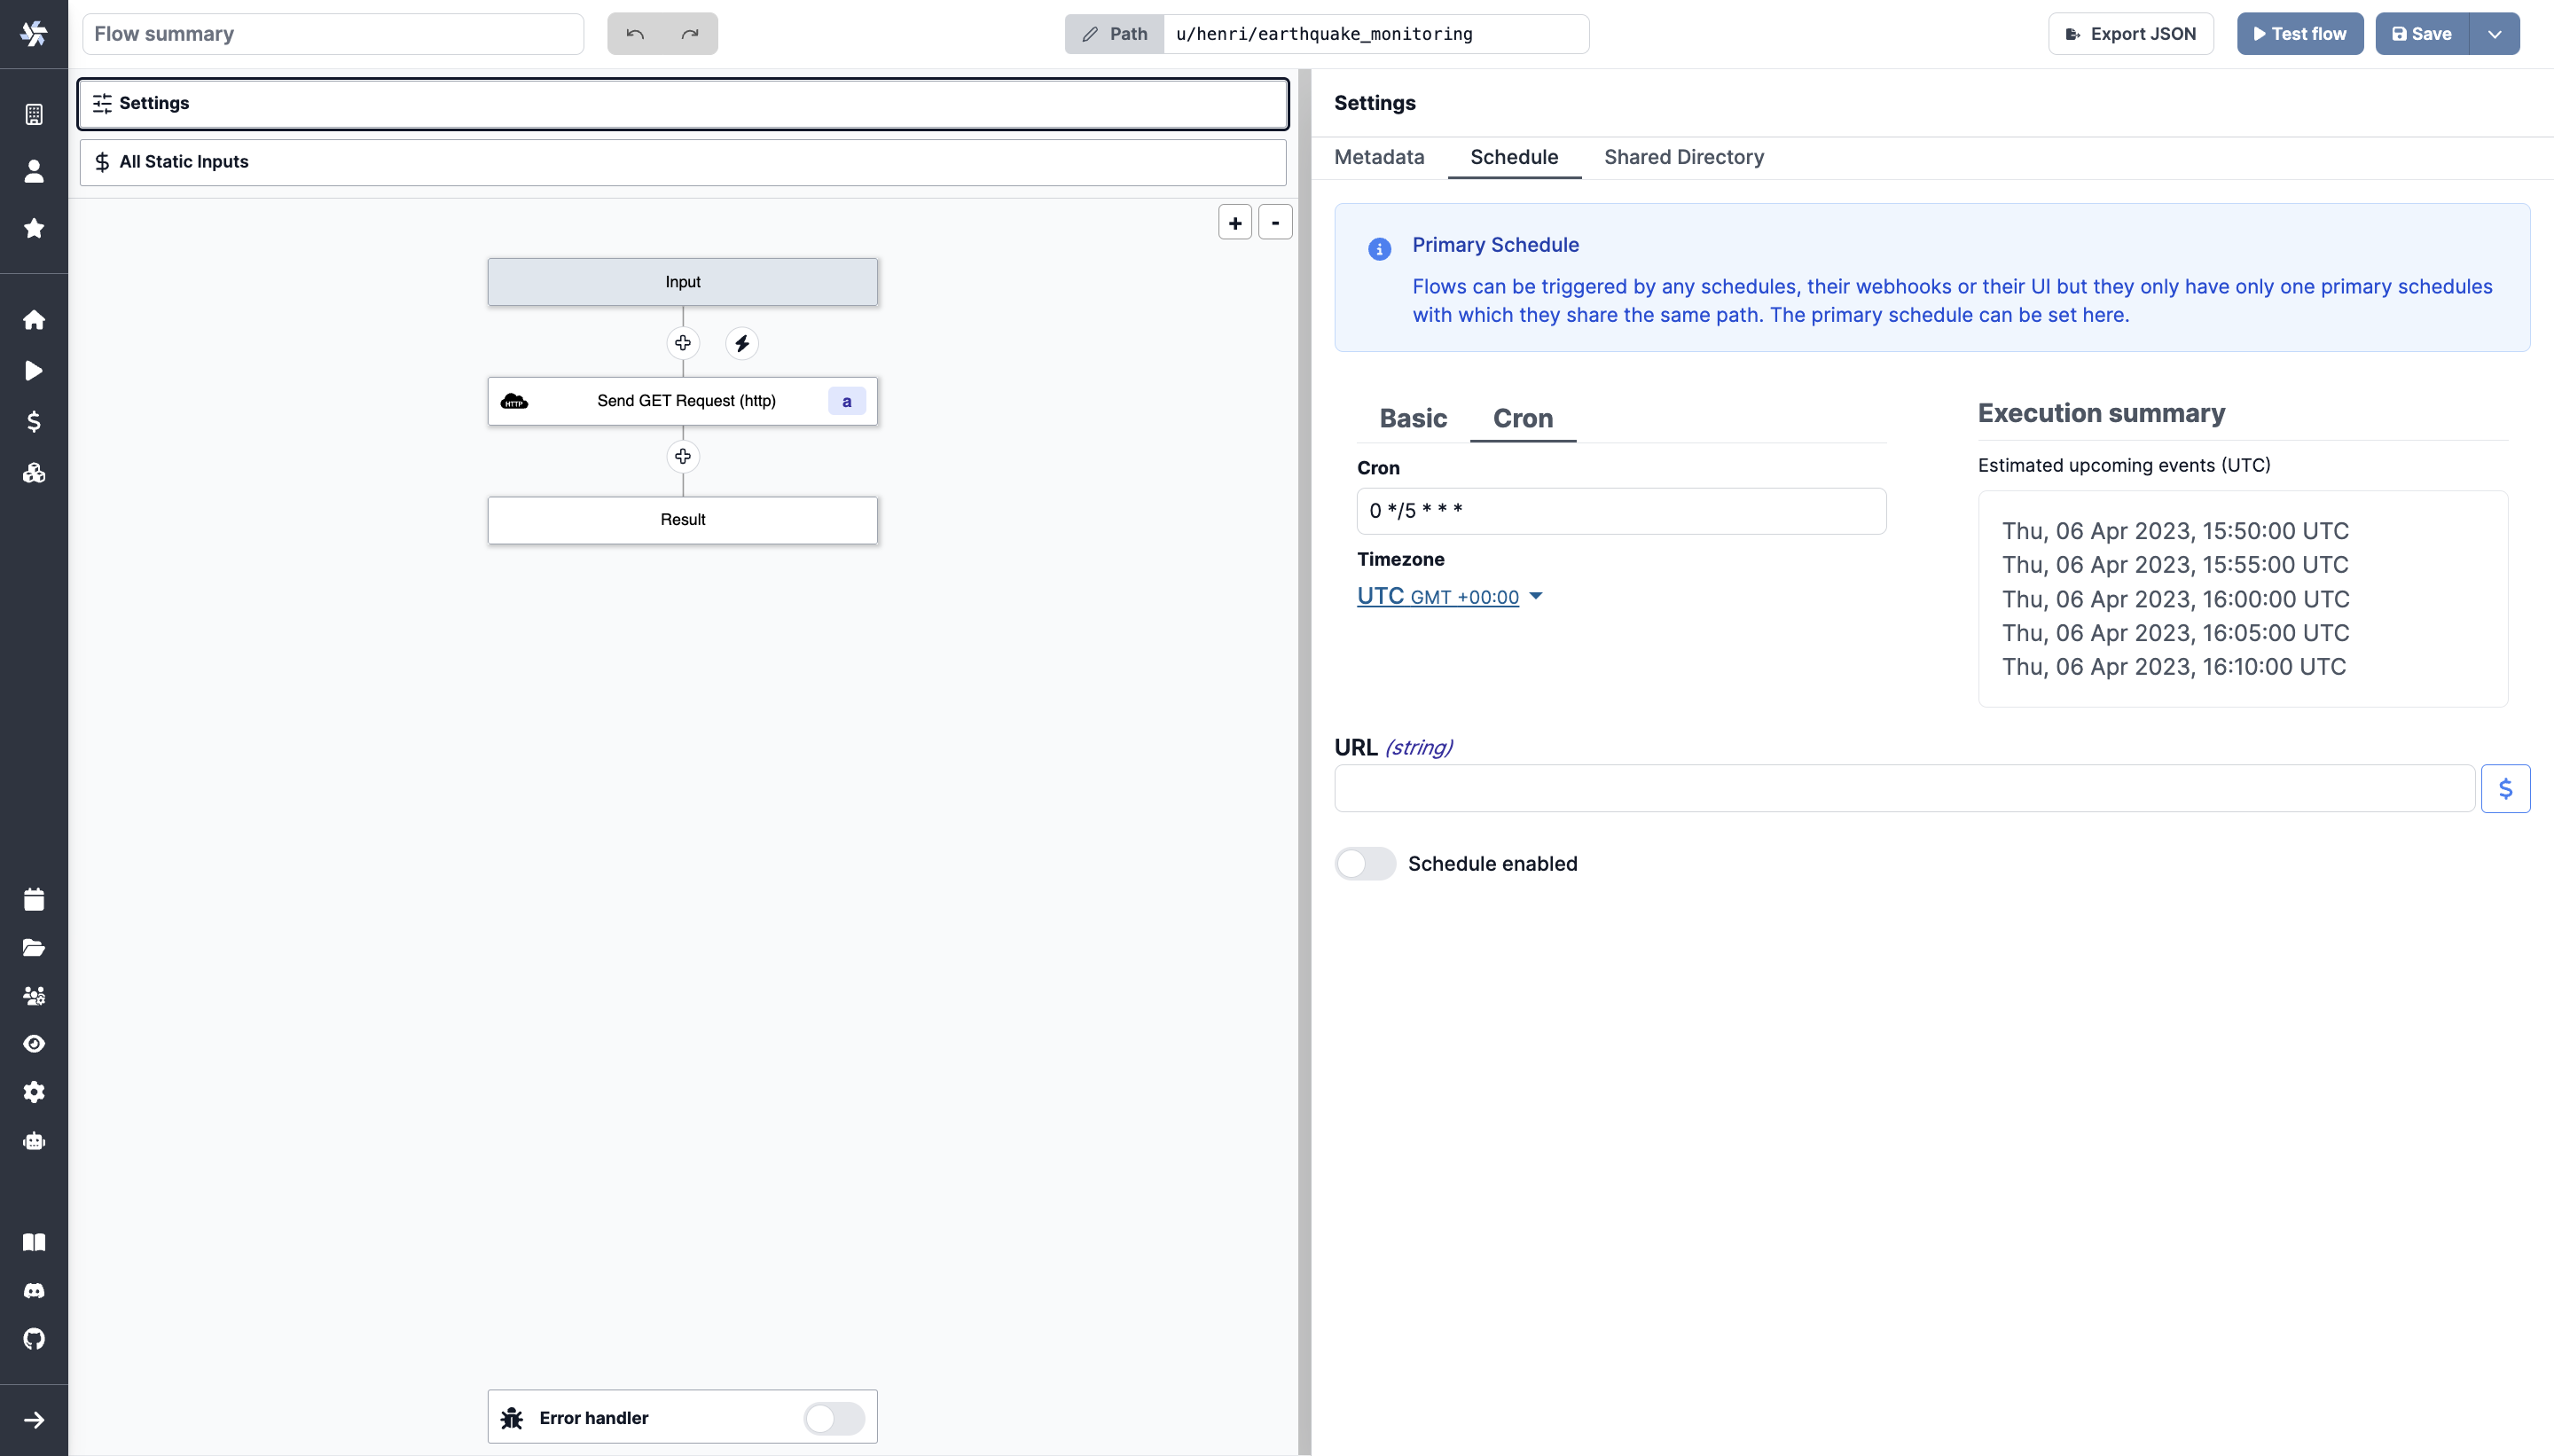 Flow summary
Path
u/henri/earthquake_monitoring
Export JSON
Test flow
Save
Settings
All Static Inputs
+
-
Input
Send GET Request (http)
HTTP
a
Result
Error handler
Settings
Metadata
Schedule
Shared Directory
Primary Schedule
Flows can be triggered by any schedules, their webhooks or their UI but they only have only one primary schedules
with which they share the same path. The primary schedule can be set here.
Basic
Cron
Cron
0 */5 * * *
Timezone
UTC GMT +00:00
Execution summary
Estimated upcoming events (UTC)
Thu, 06 Apr 2023, 15:50:00 UTC
Thu, 06 Apr 2023, 15:55:00 UTC
Thu, 06 Apr 2023, 16:00:00 UTC
Thu, 06 Apr 2023, 16:05:00 UTC
Thu, 06 Apr 2023, 16:10:00 UTC
URL (string)
$
Schedule enabled